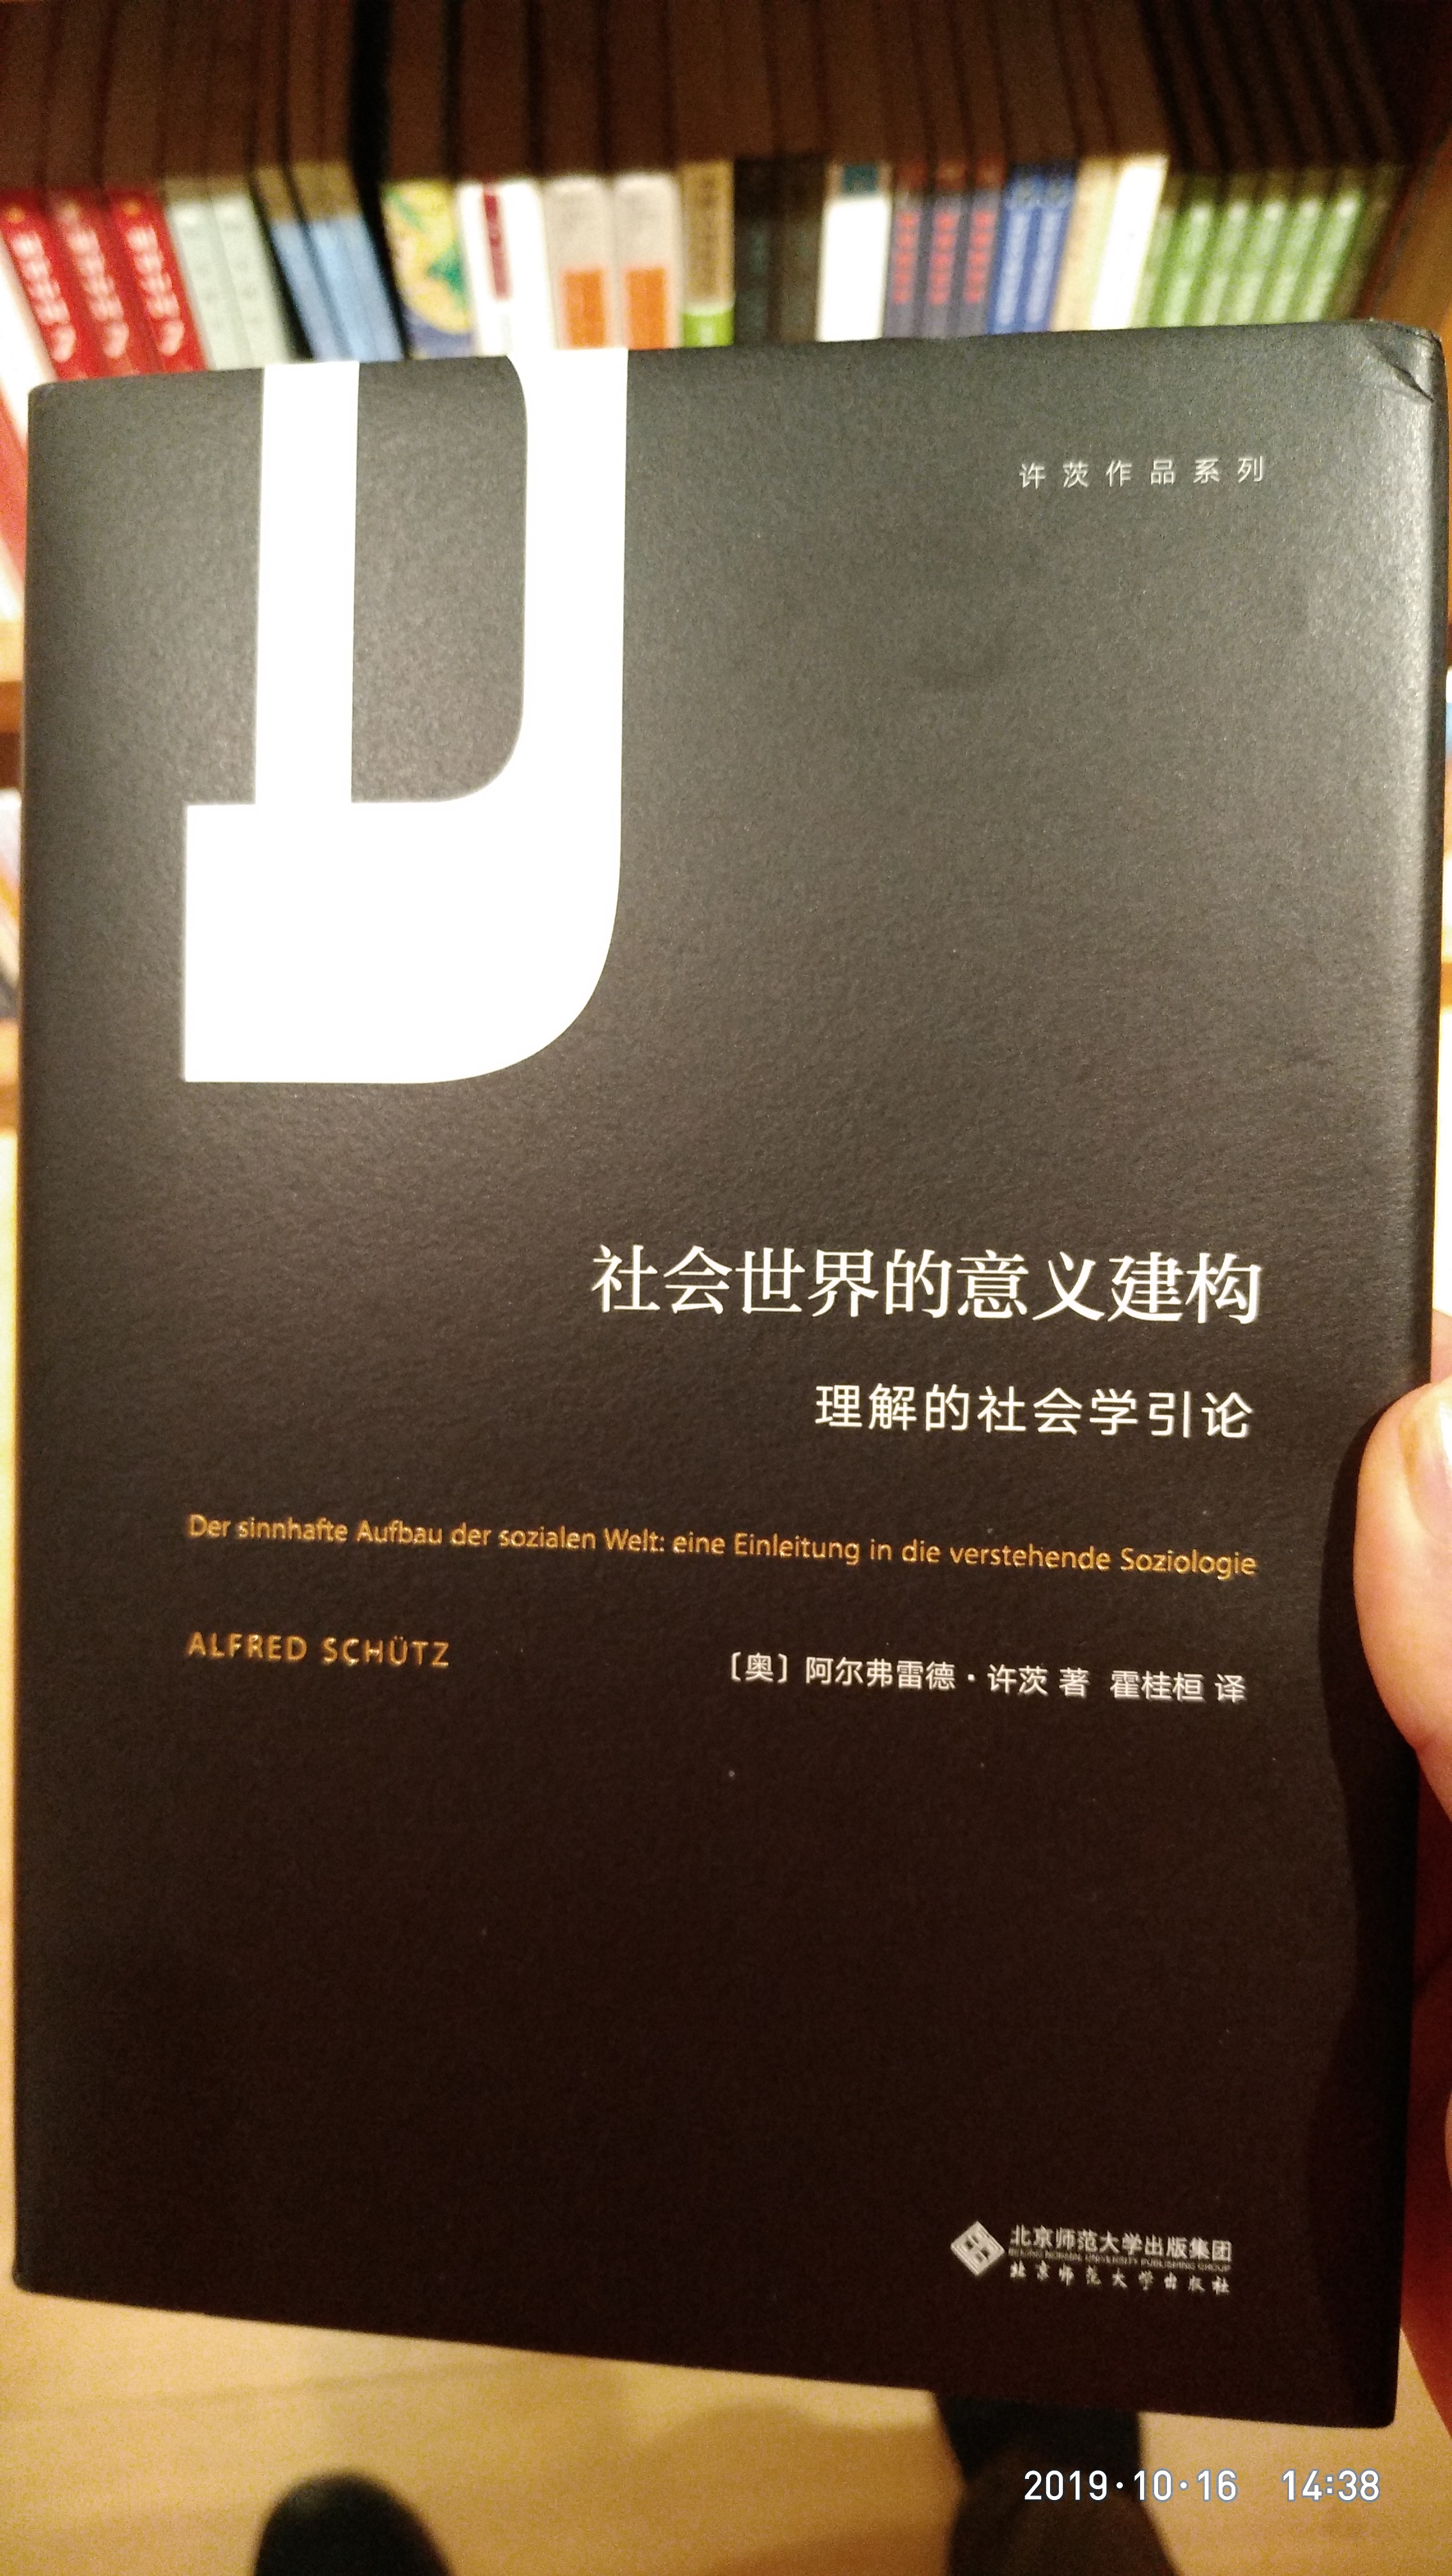 许茨作品系列
社会世界的意义建构
理解的社会学引论
Der sinnhafte Aufbau der sozialen Welt: eine Einleitung in die verstehende Soziologie
ALFRED SCHÜTZ
〔奥〕阿尔弗雷德·许茨 著 霍桂桓 译
北京师范大学出版集团
BEIJING NORMAL UNIVERSITY PUBLISHING GROUP
北京师范大学出版社
2019·10·16 14:38